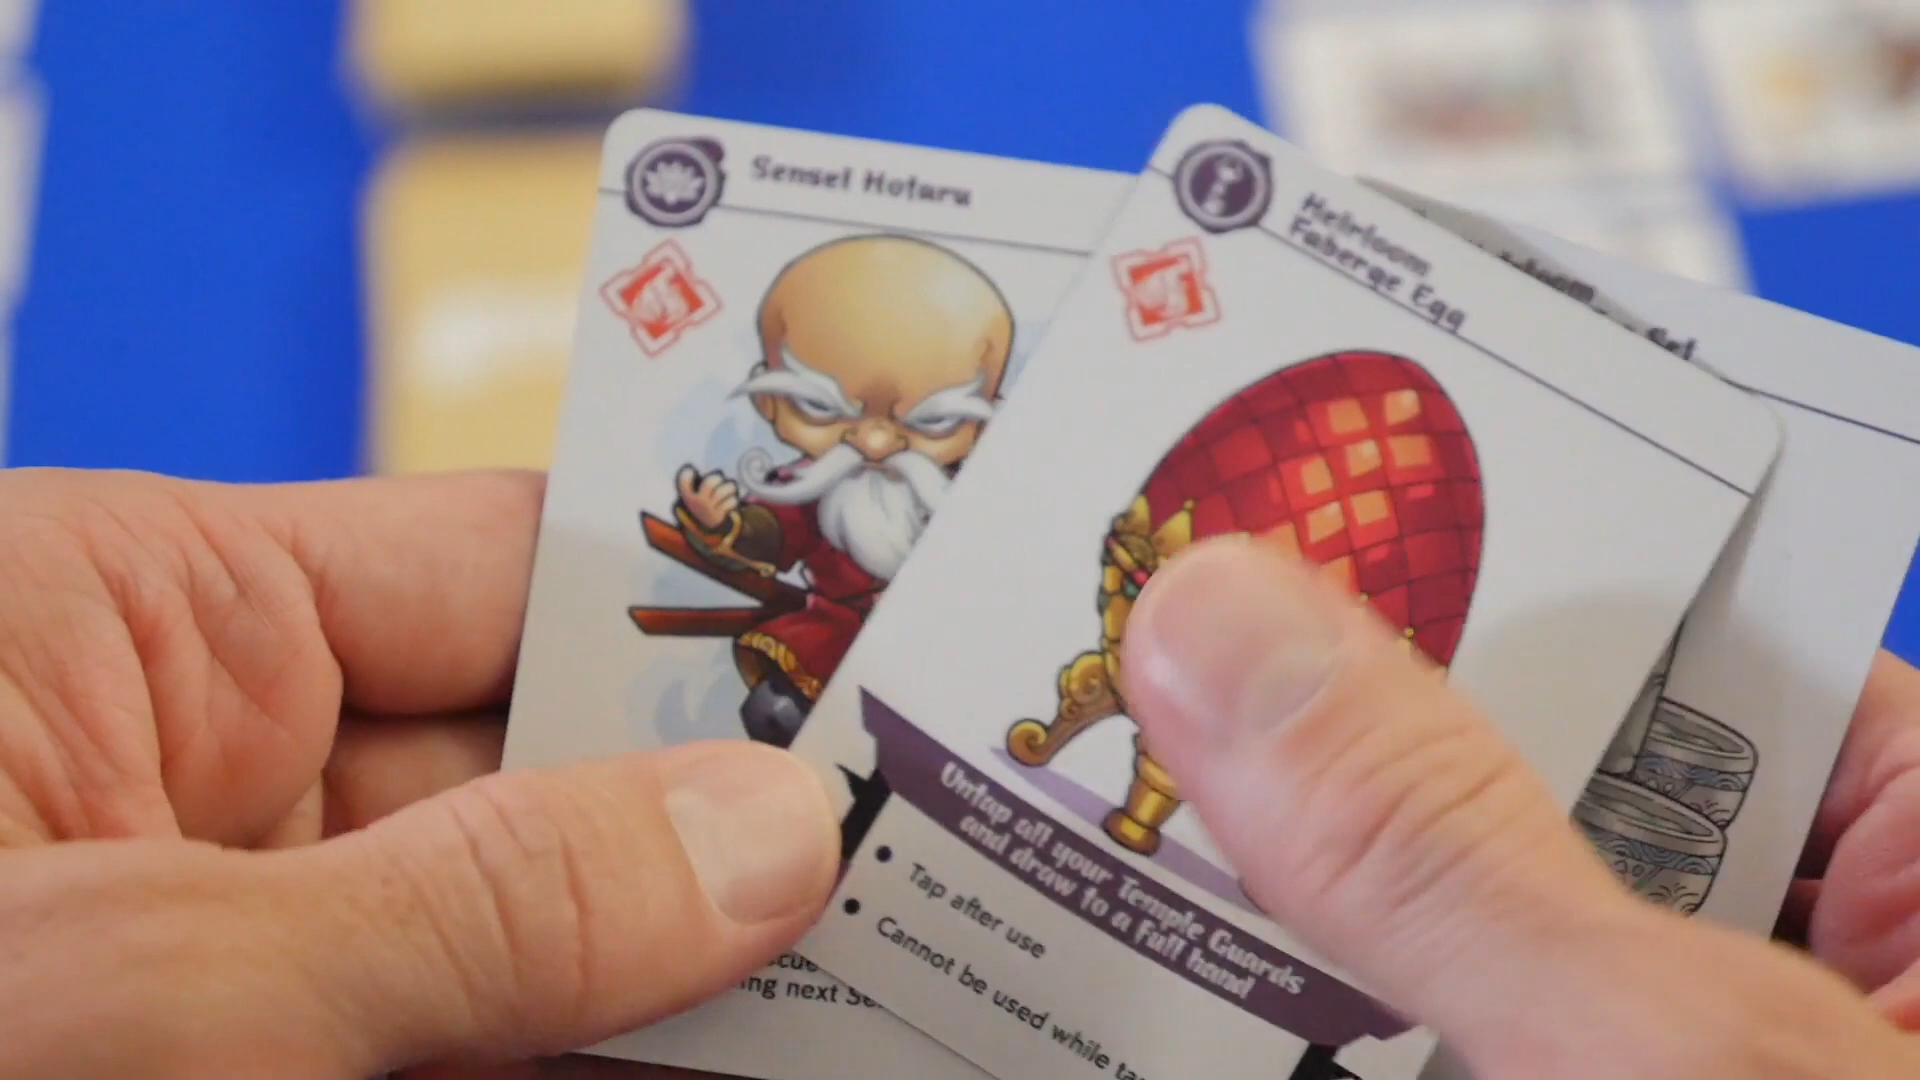 Sensei Hotaru
Heirloom
Faberge Egg
Set
Untap all your Temple Guards
and draw to a full hand
• Tap after use
• Cannot be used while
next